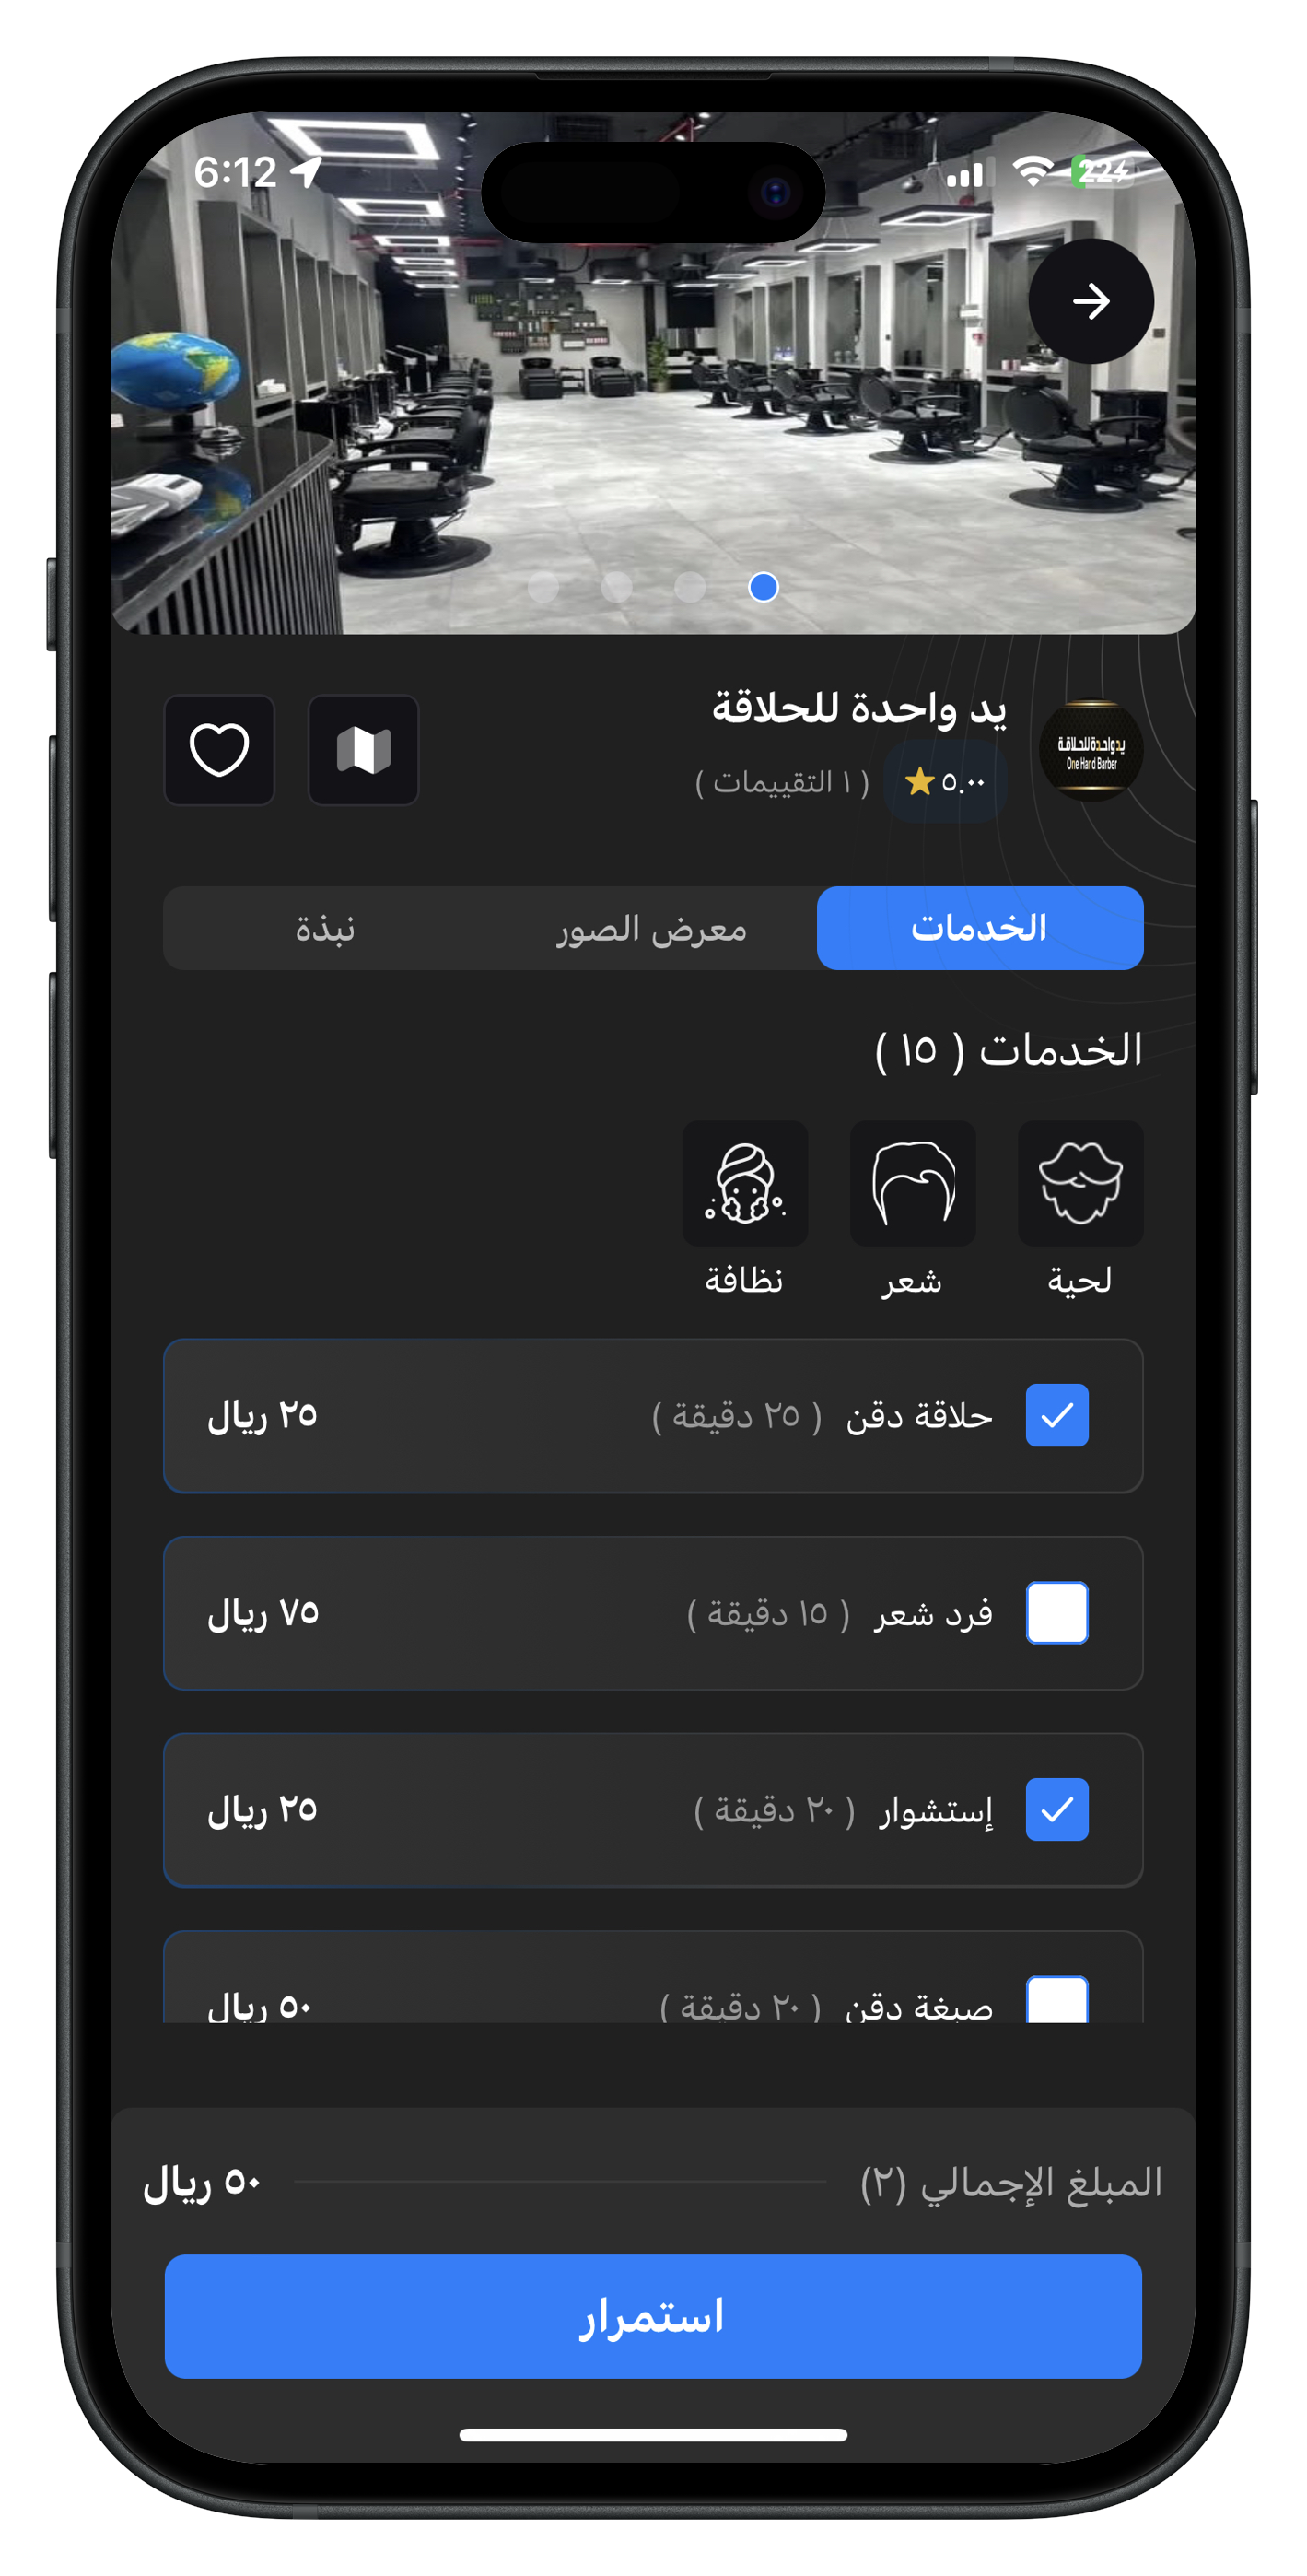 6:12
22
يد واحدة للحلاقة
يد واحدة للحلاقة
One Hand Barber
٥.٠٠ ( ١ التقييمات )
الخدمات معرض الصور نبذة
الخدمات ( ١٥ )
لحية شعر نظافة
حلاقة دقن ( ٢٥ دقيقة ) ٢٥ ريال
فرد شعر ( ١٥ دقيقة ) ٧٥ ريال
إستشوار ( ٢٠ دقيقة ) ٢٥ ريال
صبغة دقن ( ٢٠ دقيقة ) ٥٠ ريال
المبلغ الإجمالي (٢) ٥٠ ريال
استمرار